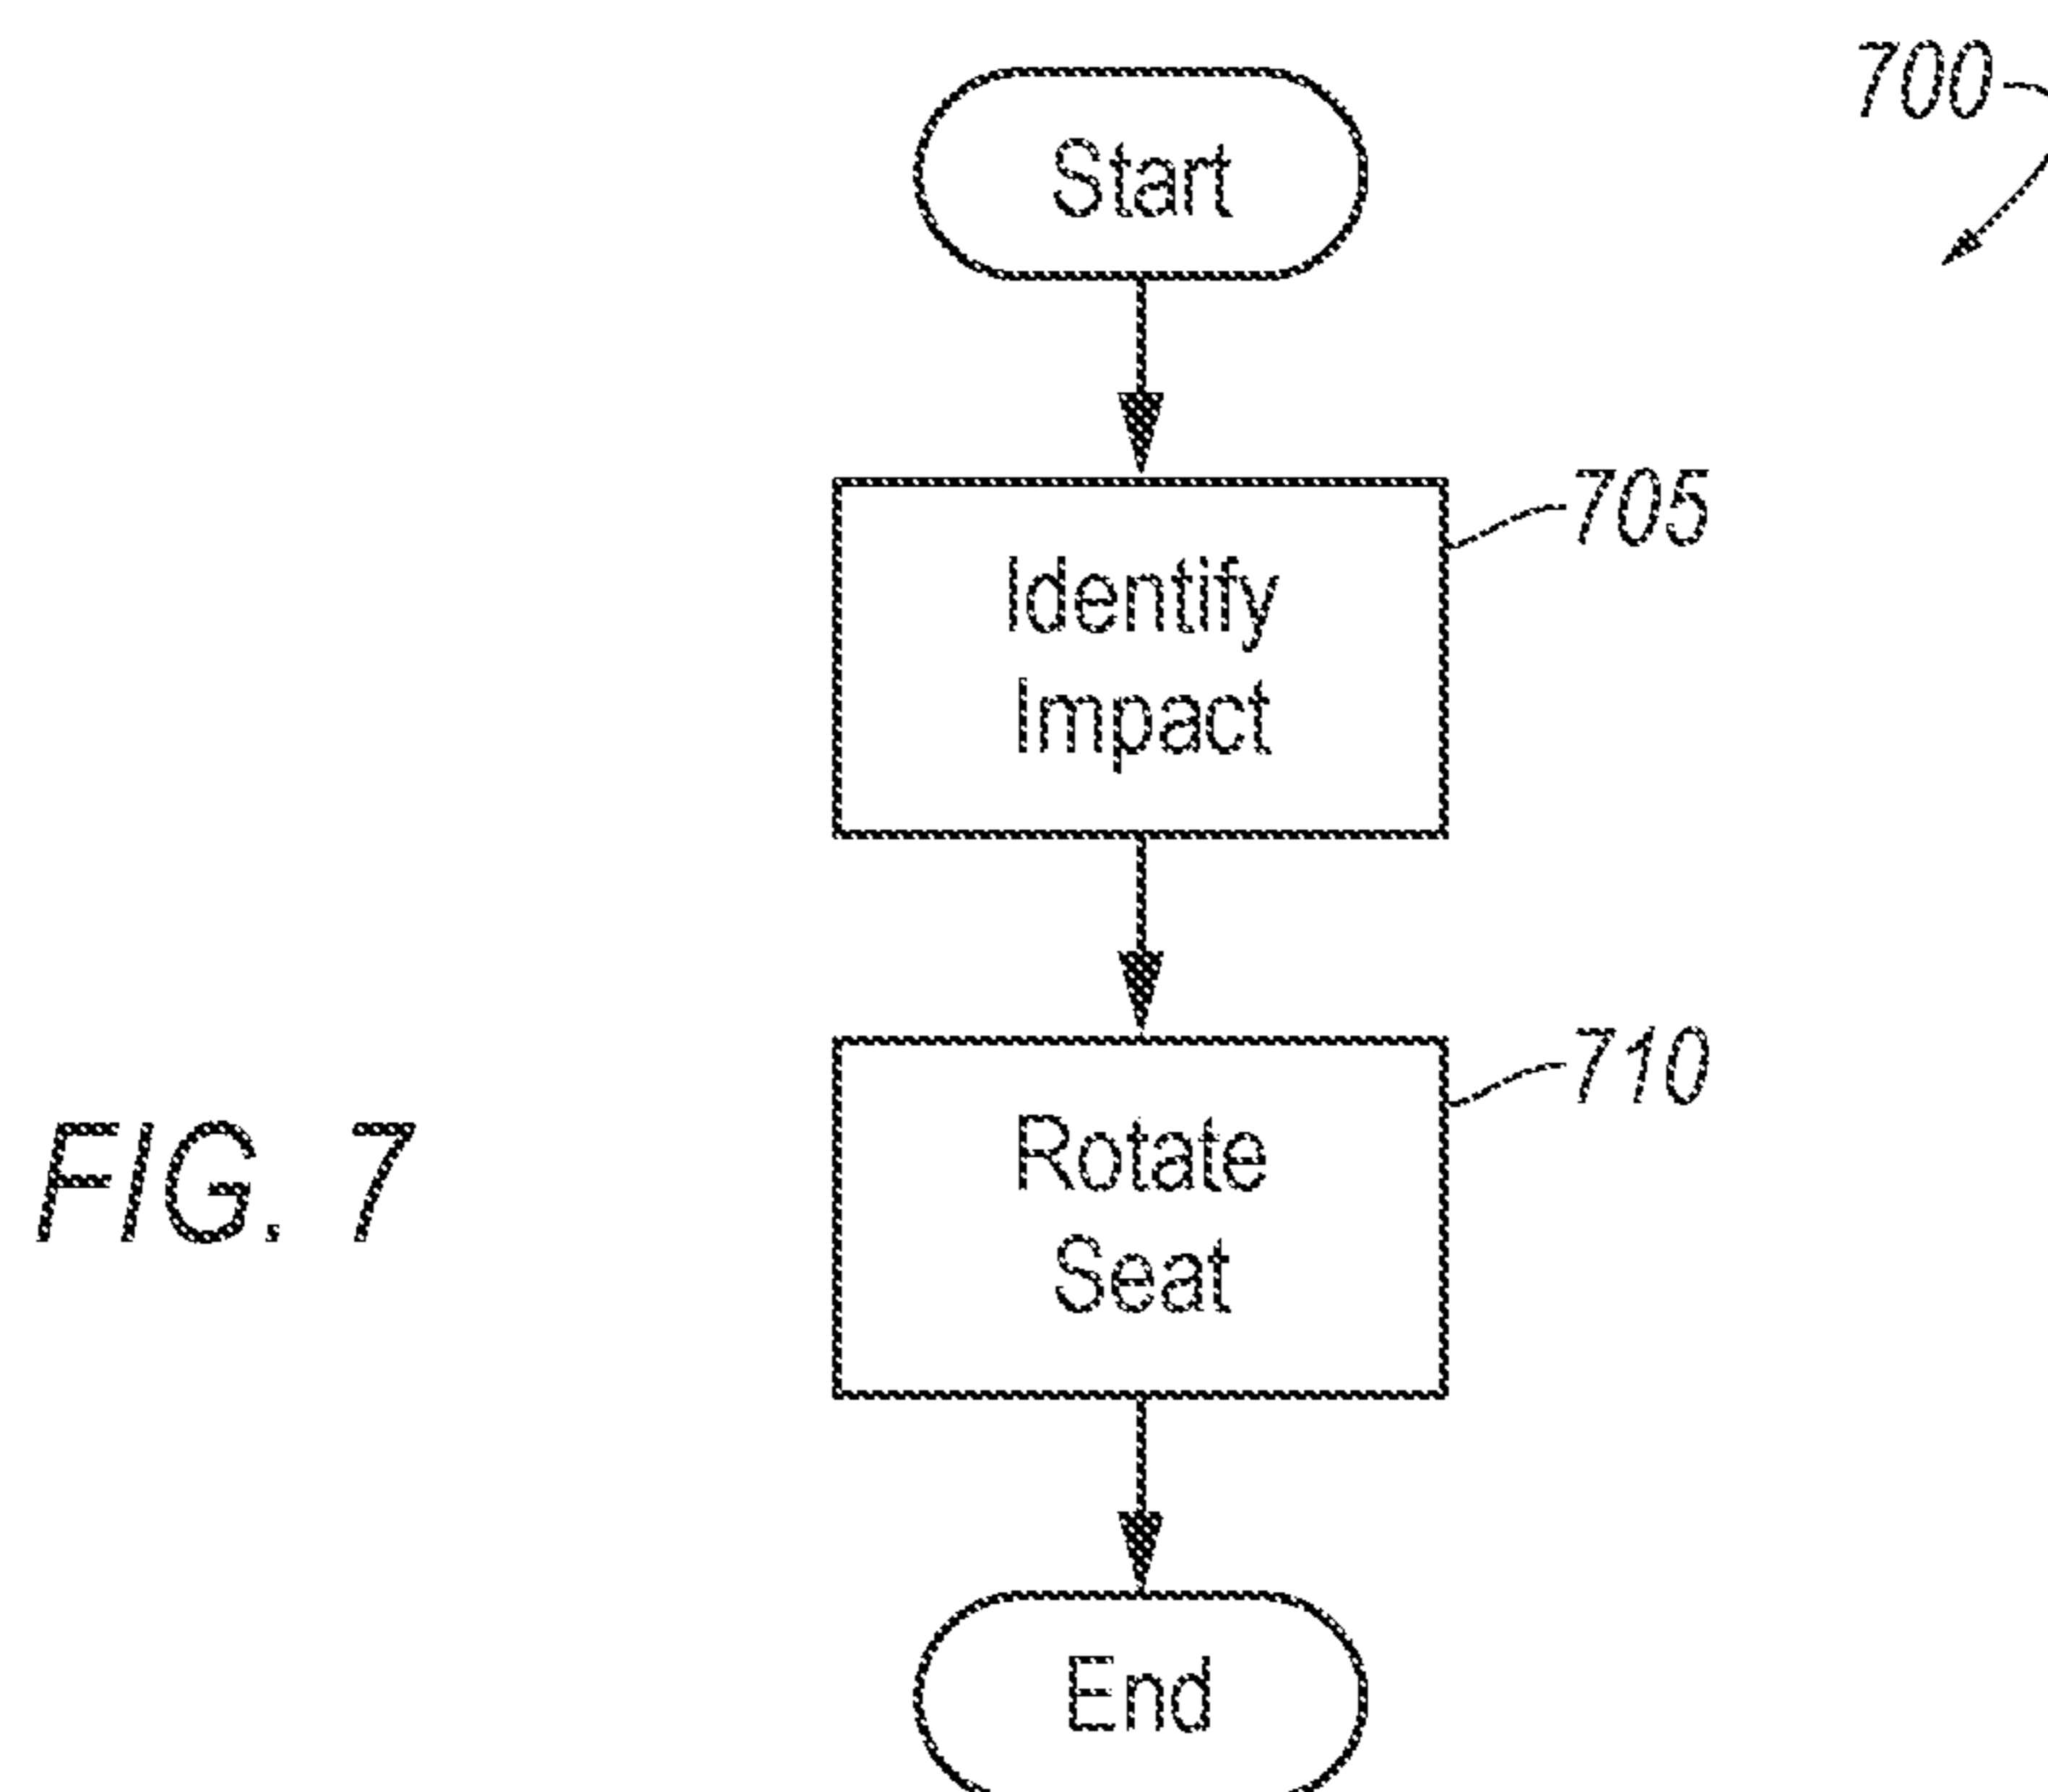 700
Start
705
Identify
Impact
710
Rotate
Seat
FIG. 7
End